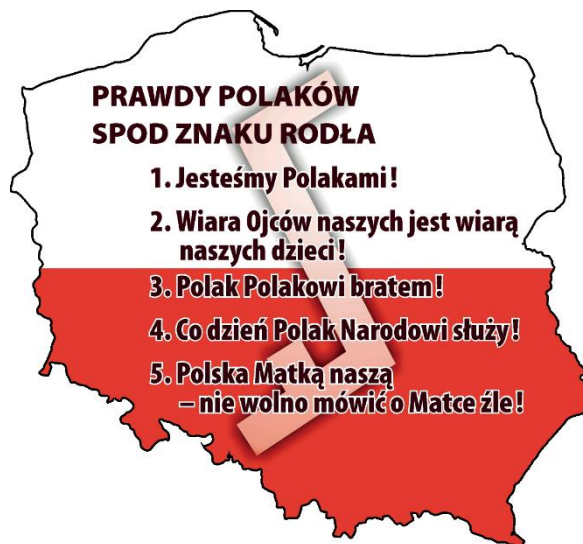 PRAWDY POLAKÓW
SPOD ZNAKU RODŁA
1. Jesteśmy Polakami!
2. Wiara Ojców naszych jest wiarą
naszych dzieci!
3. Polak Polakowi bratem!
4. Co dzień Polak Narodowi służy!
5. Polska Matką naszą
– nie wolno mówić o Matce źle!